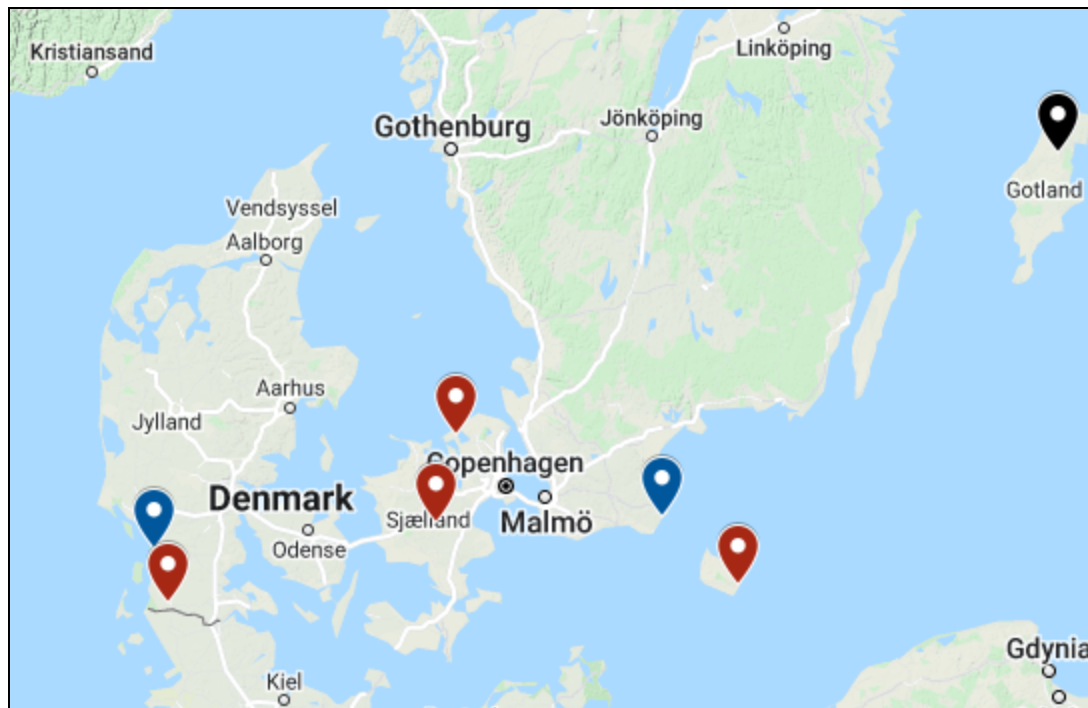 Kristiansand
Linköping
Gothenburg
Jönköping
Gotland
Vendsyssel
Aalborg
Aarhus
Jylland
Copenhagen
Denmark
Sjælland
Malmö
Odense
Gdynia
Kiel